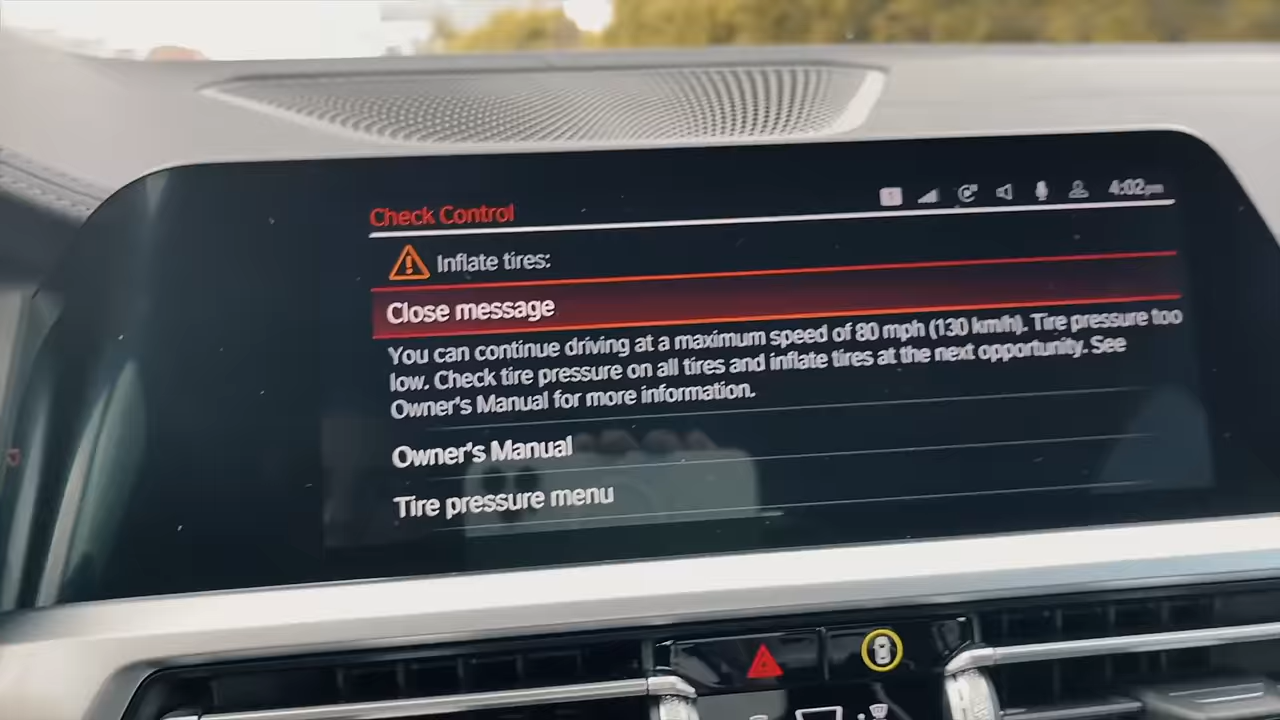 4:02pm
Check Control
Inflate tires:
Close message
You can continue driving at a maximum speed of 80 mph (130 km/h). Tire pressure too
low. Check tire pressure on all tires and inflate tires at the next opportunity. See
Owner's Manual for more information.
Owner's Manual
Tire pressure menu